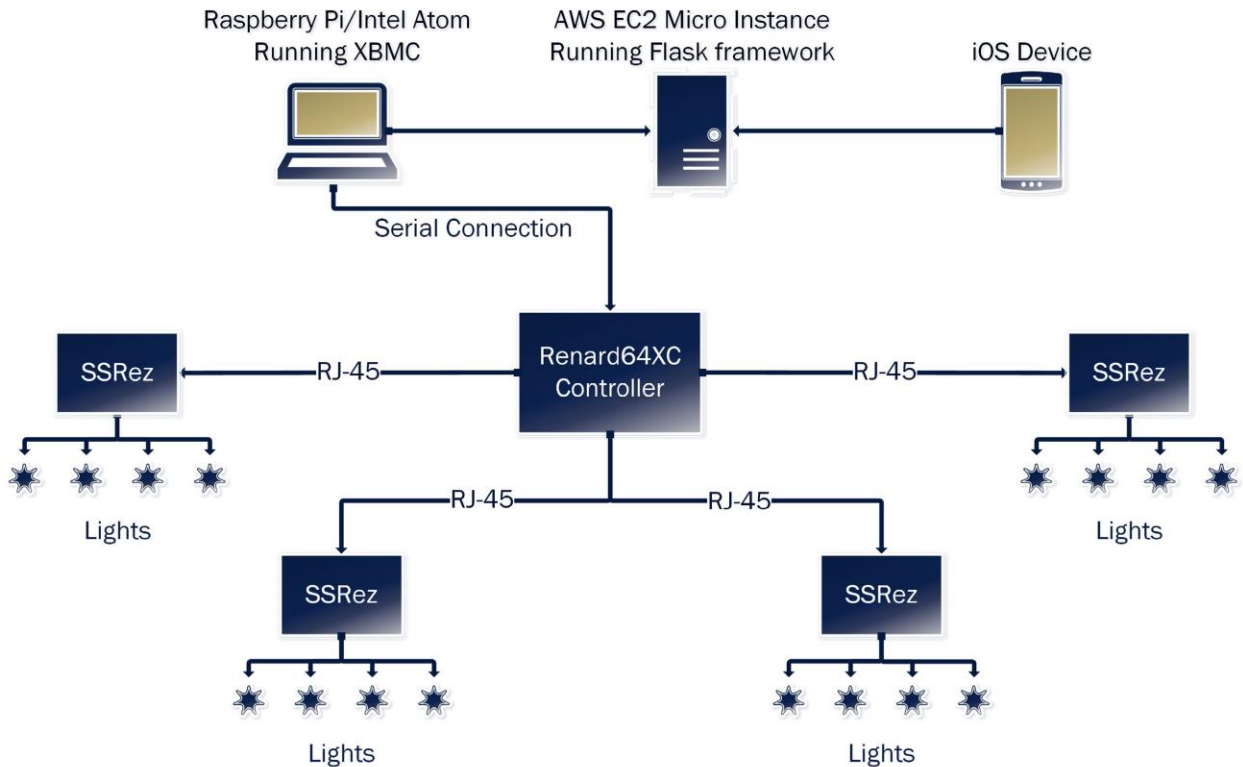 Raspberry Pi/Intel Atom
Running XBMC
AWS EC2 Micro Instance
Running Flask framework
iOS Device
Serial Connection
Renard64XC
Controller
SSRez
RJ-45
RJ-45
SSRez
Lights
RJ-45
RJ-45
Lights
SSRez
SSRez
Lights
Lights